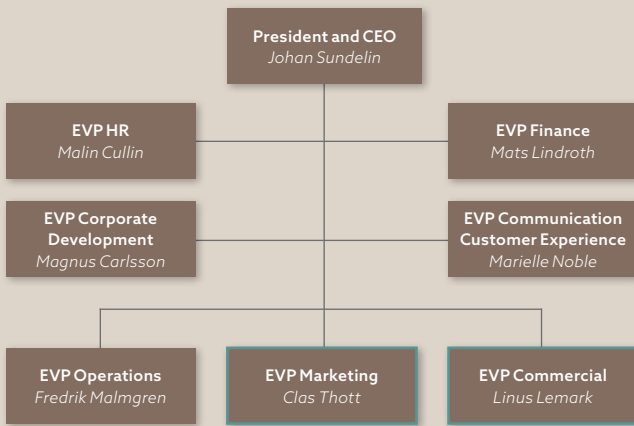 President and CEO
Johan Sundelin
EVP HR
Malin Cullin
EVP Finance
Mats Lindroth
EVP Corporate
Development
Magnus Carlsson
EVP Communication
Customer Experience
Marielle Noble
EVP Operations
Fredrik Malmgren
EVP Marketing
Clas Thott
EVP Commercial
Linus Lemark